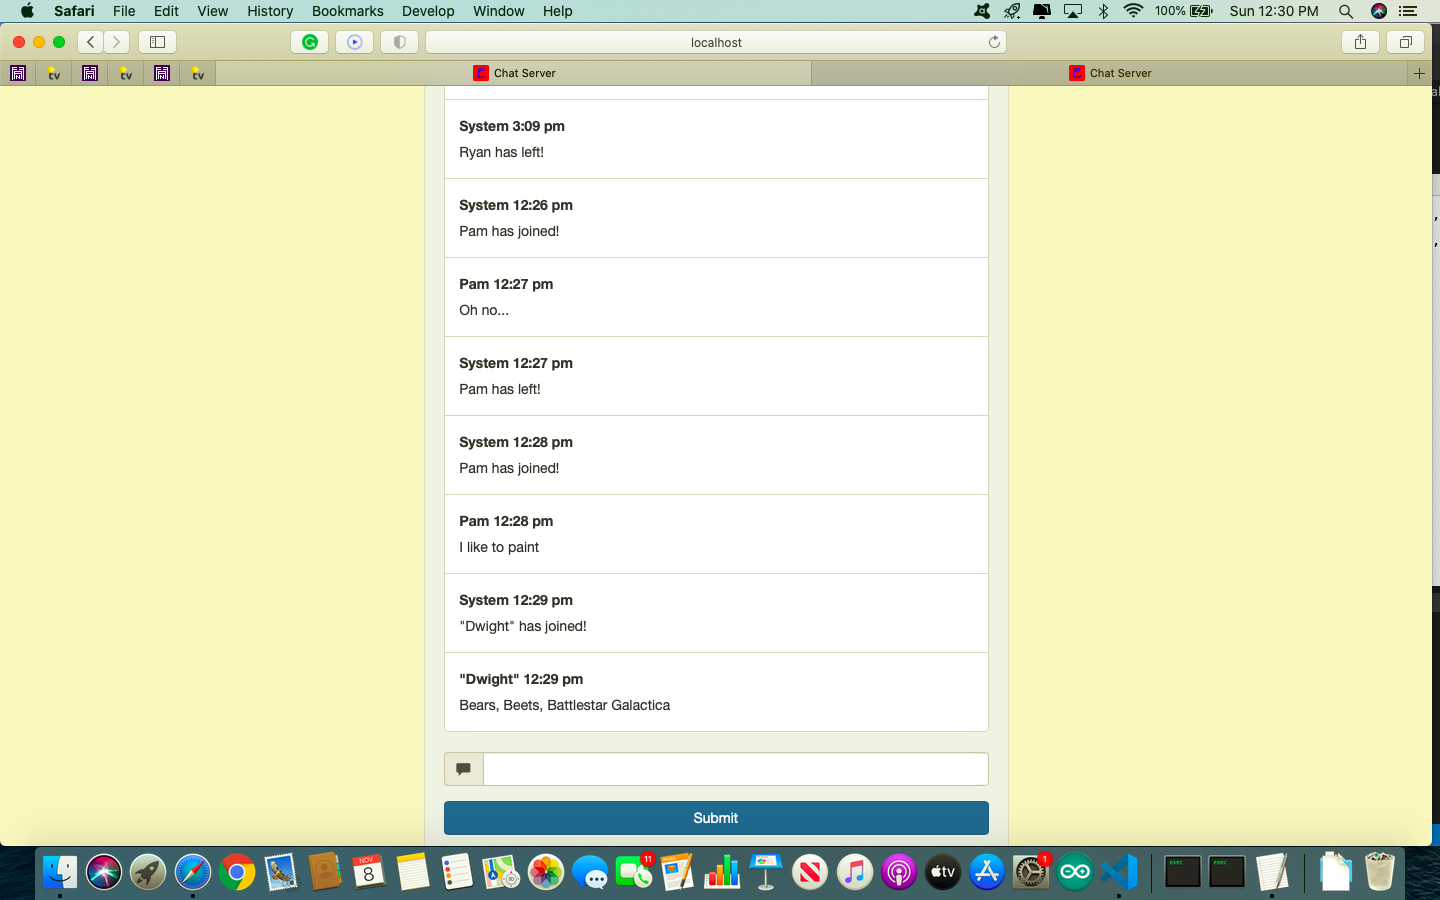 Safari File Edit View History Bookmarks Develop Window Help 100% Sun 12:30 PM
localhost
tv tv tv Chat Server Chat Server
System 3:09 pm
Ryan has left!
System 12:26 pm
Pam has joined!
Pam 12:27 pm
Oh no...
System 12:27 pm
Pam has left!
System 12:28 pm
Pam has joined!
Pam 12:28 pm
I like to paint
System 12:29 pm
"Dwight" has joined!
"Dwight" 12:29 pm
Bears, Beets, Battlestar Galactica
Submit
NOV
8
11
tv
1
exec
exec